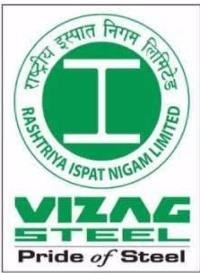 राष्ट्रीय इस्पात निगम लिमिटेड
RASHTRIYA ISPAT NIGAM LIMITED
VIZAG
STEEL
Pride of Steel